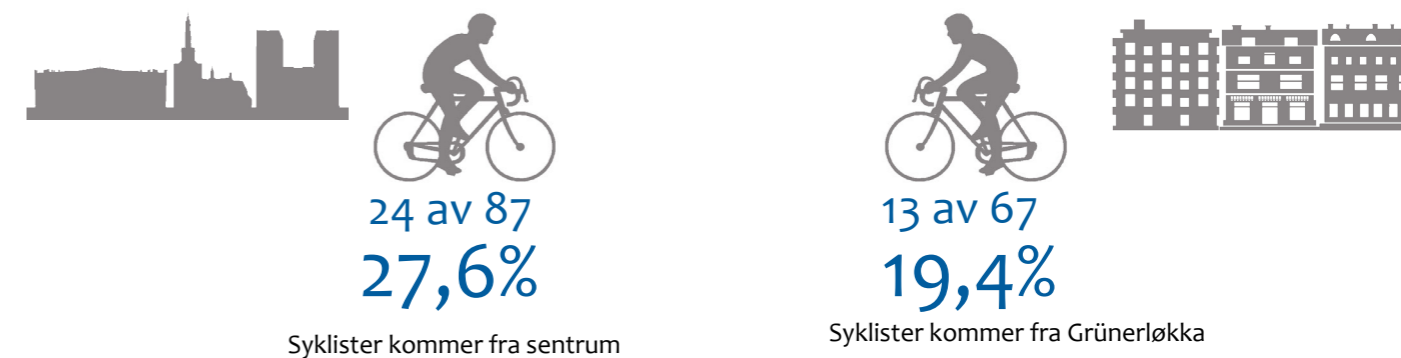 24 av 87
27,6%
Syklister kommer fra sentrum
13 av 67
19,4%
Syklister kommer fra Grünerløkka